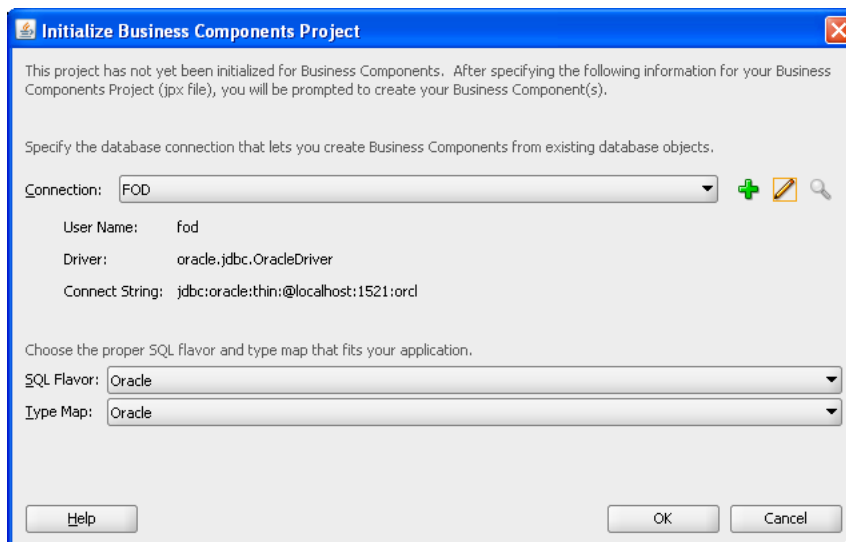 Initialize Business Components Project
This project has not yet been initialized for Business Components. After specifying the following information for your Business
Components Project (jpx file), you will be prompted to create your Business Component(s).
Specify the database connection that lets you create Business Components from existing database objects.
Connection: FOD
User Name: fod
Driver: oracle.jdbc.OracleDriver
Connect String: jdbc:oracle:thin:@localhost:1521:orcl
Choose the proper SQL flavor and type map that fits your application.
SQL Flavor: Oracle
Type Map: Oracle
Help OK Cancel